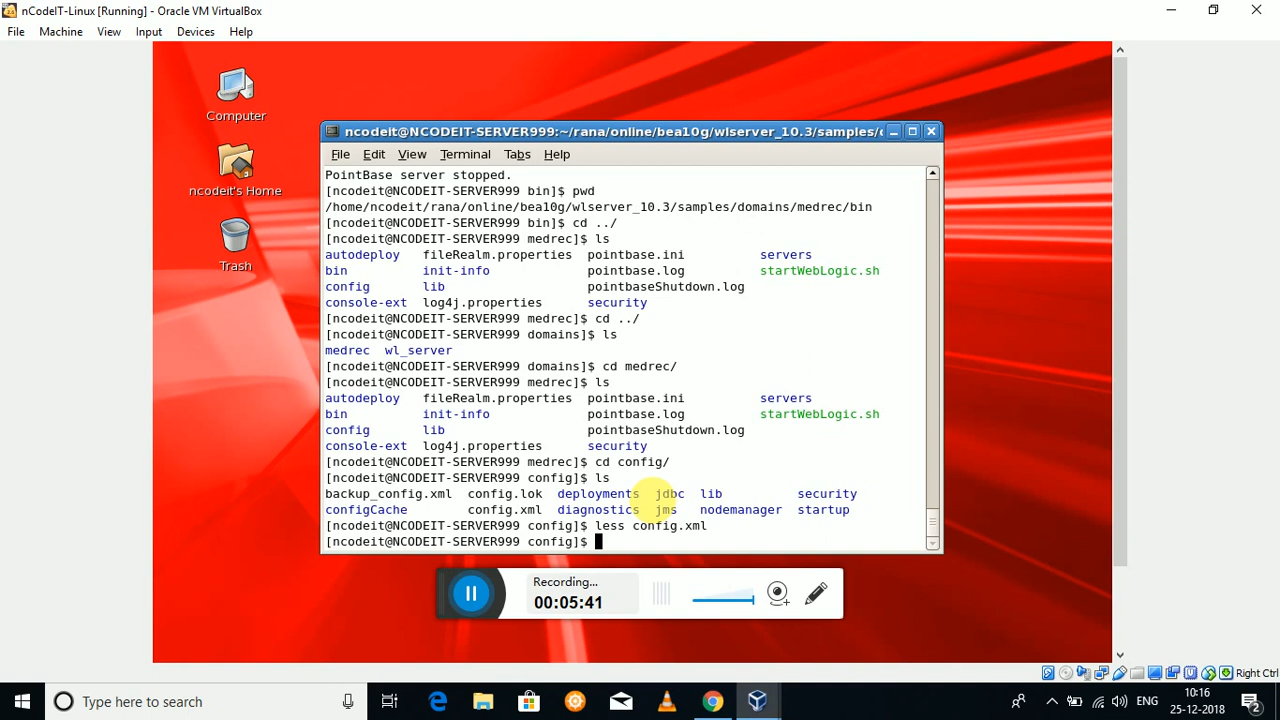 nCodeIT-Linux [Running] - Oracle VM VirtualBox
File Machine View Input Devices Help
Computer
ncodeit's Home
Trash
ncodeit@NCODEIT-SERVER999:~/rana/online/bea10g/wlserver_10.3/samples/c
File Edit View Terminal Tabs Help
PointBase server stopped.
[ncodeit@NCODEIT-SERVER999 bin]$ pwd
/home/ncodeit/rana/online/bea10g/wlserver_10.3/samples/domains/medrec/bin
[ncodeit@NCODEIT-SERVER999 bin]$ cd ../
[ncodeit@NCODEIT-SERVER999 medrec]$ ls
autodeploy fileRealm.properties pointbase.ini servers
bin init-info pointbase.log startWebLogic.sh
config lib pointbaseShutdown.log
console-ext log4j.properties security
[ncodeit@NCODEIT-SERVER999 medrec]$ cd ../
[ncodeit@NCODEIT-SERVER999 domains]$ ls
medrec wl_server
[ncodeit@NCODEIT-SERVER999 domains]$ cd medrec/
[ncodeit@NCODEIT-SERVER999 medrec]$ ls
autodeploy fileRealm.properties pointbase.ini servers
bin init-info pointbase.log startWebLogic.sh
config lib pointbaseShutdown.log
console-ext log4j.properties security
[ncodeit@NCODEIT-SERVER999 medrec]$ cd config/
[ncodeit@NCODEIT-SERVER999 config]$ ls
backup_config.xml config.lok deployments jdbc lib security
configCache config.xml diagnostics jms nodemanager startup
[ncodeit@NCODEIT-SERVER999 config]$ less config.xml
[ncodeit@NCODEIT-SERVER999 config]$
Recording...
00:05:41
Right Ctrl
Type here to search
ENG
10:16
25-12-2018
2